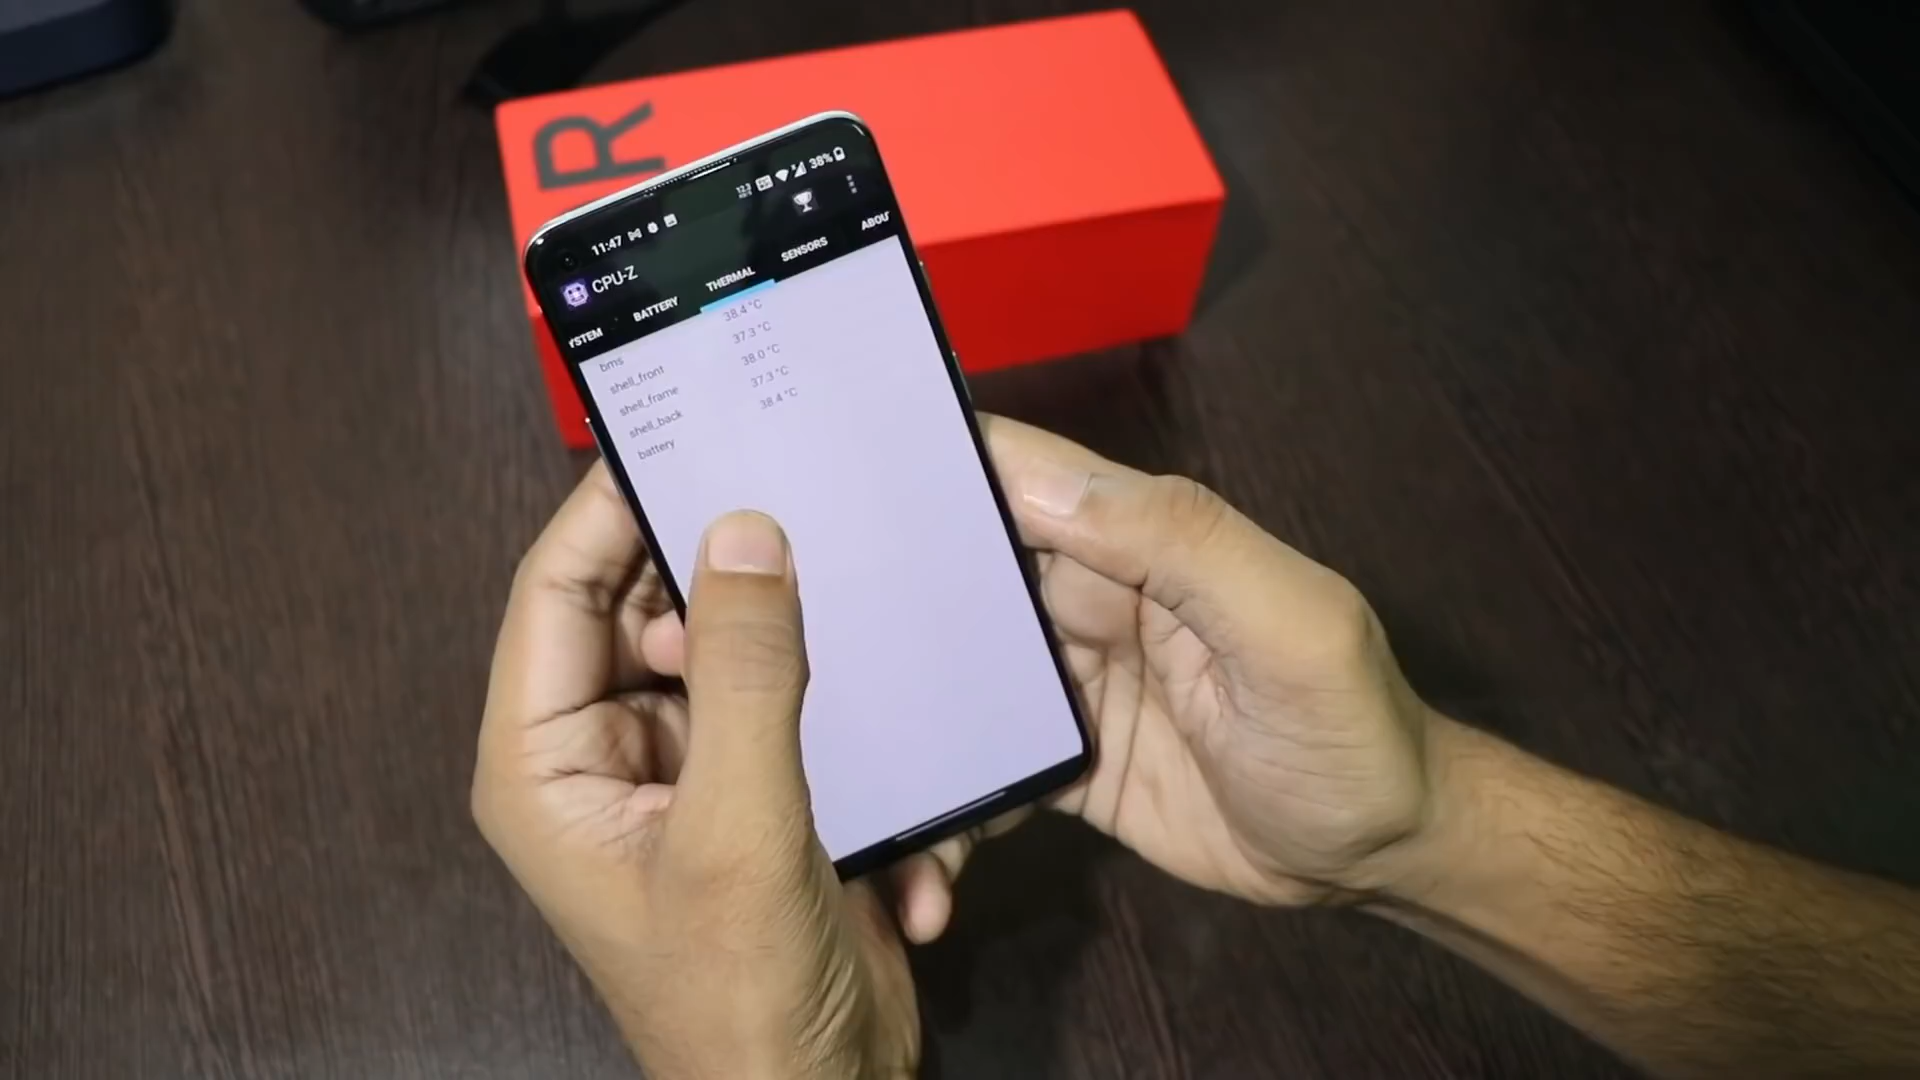 R
11:47 38%
CPU-Z
YSTEM BATTERY THERMAL SENSORS ABOU
bms 38.4 °C
shell_front 37.3 °C
shell_frame 38.0 °C
shell_back 37.3 °C
battery 38.4 °C